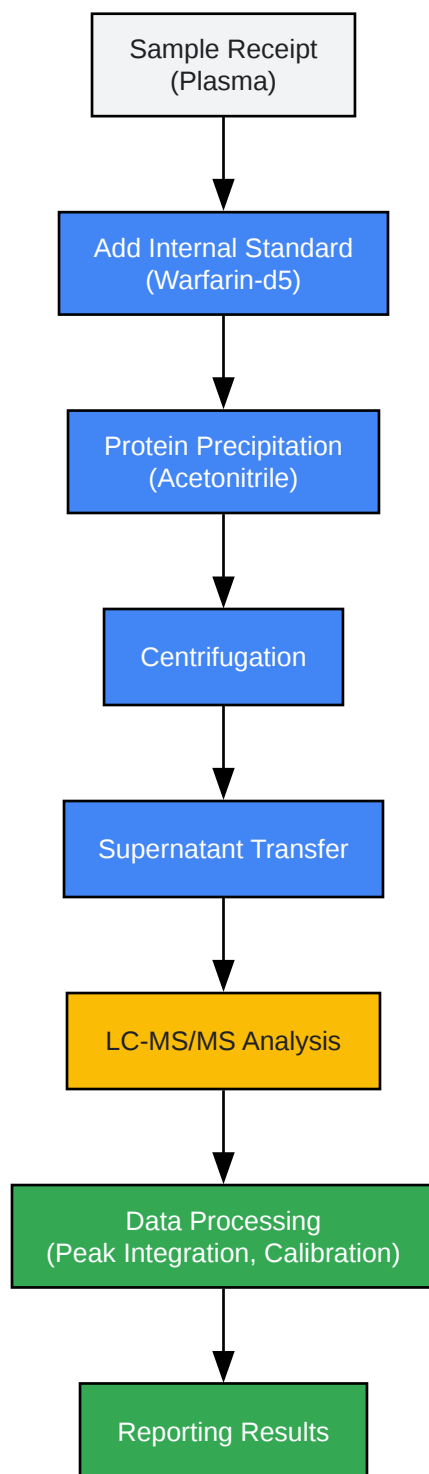 Sample Receipt
(Plasma)
Add Internal Standard
(Warfarin-d5)
Protein Precipitation
(Acetonitrile)
Centrifugation
Supernatant Transfer
LC-MS/MS Analysis
Data Processing
(Peak Integration, Calibration)
Reporting Results